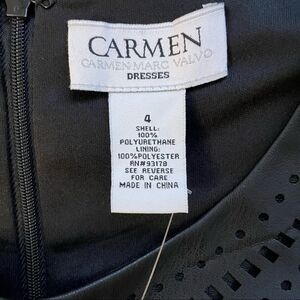 CARMEN
CARMEN MARC VALVO
DRESSES
4
SHELL:
100%
POLYURETHANE
LINING:
100%POLYESTER
RN#93178
SEE REVERSE
FOR CARE
MADE IN CHINA